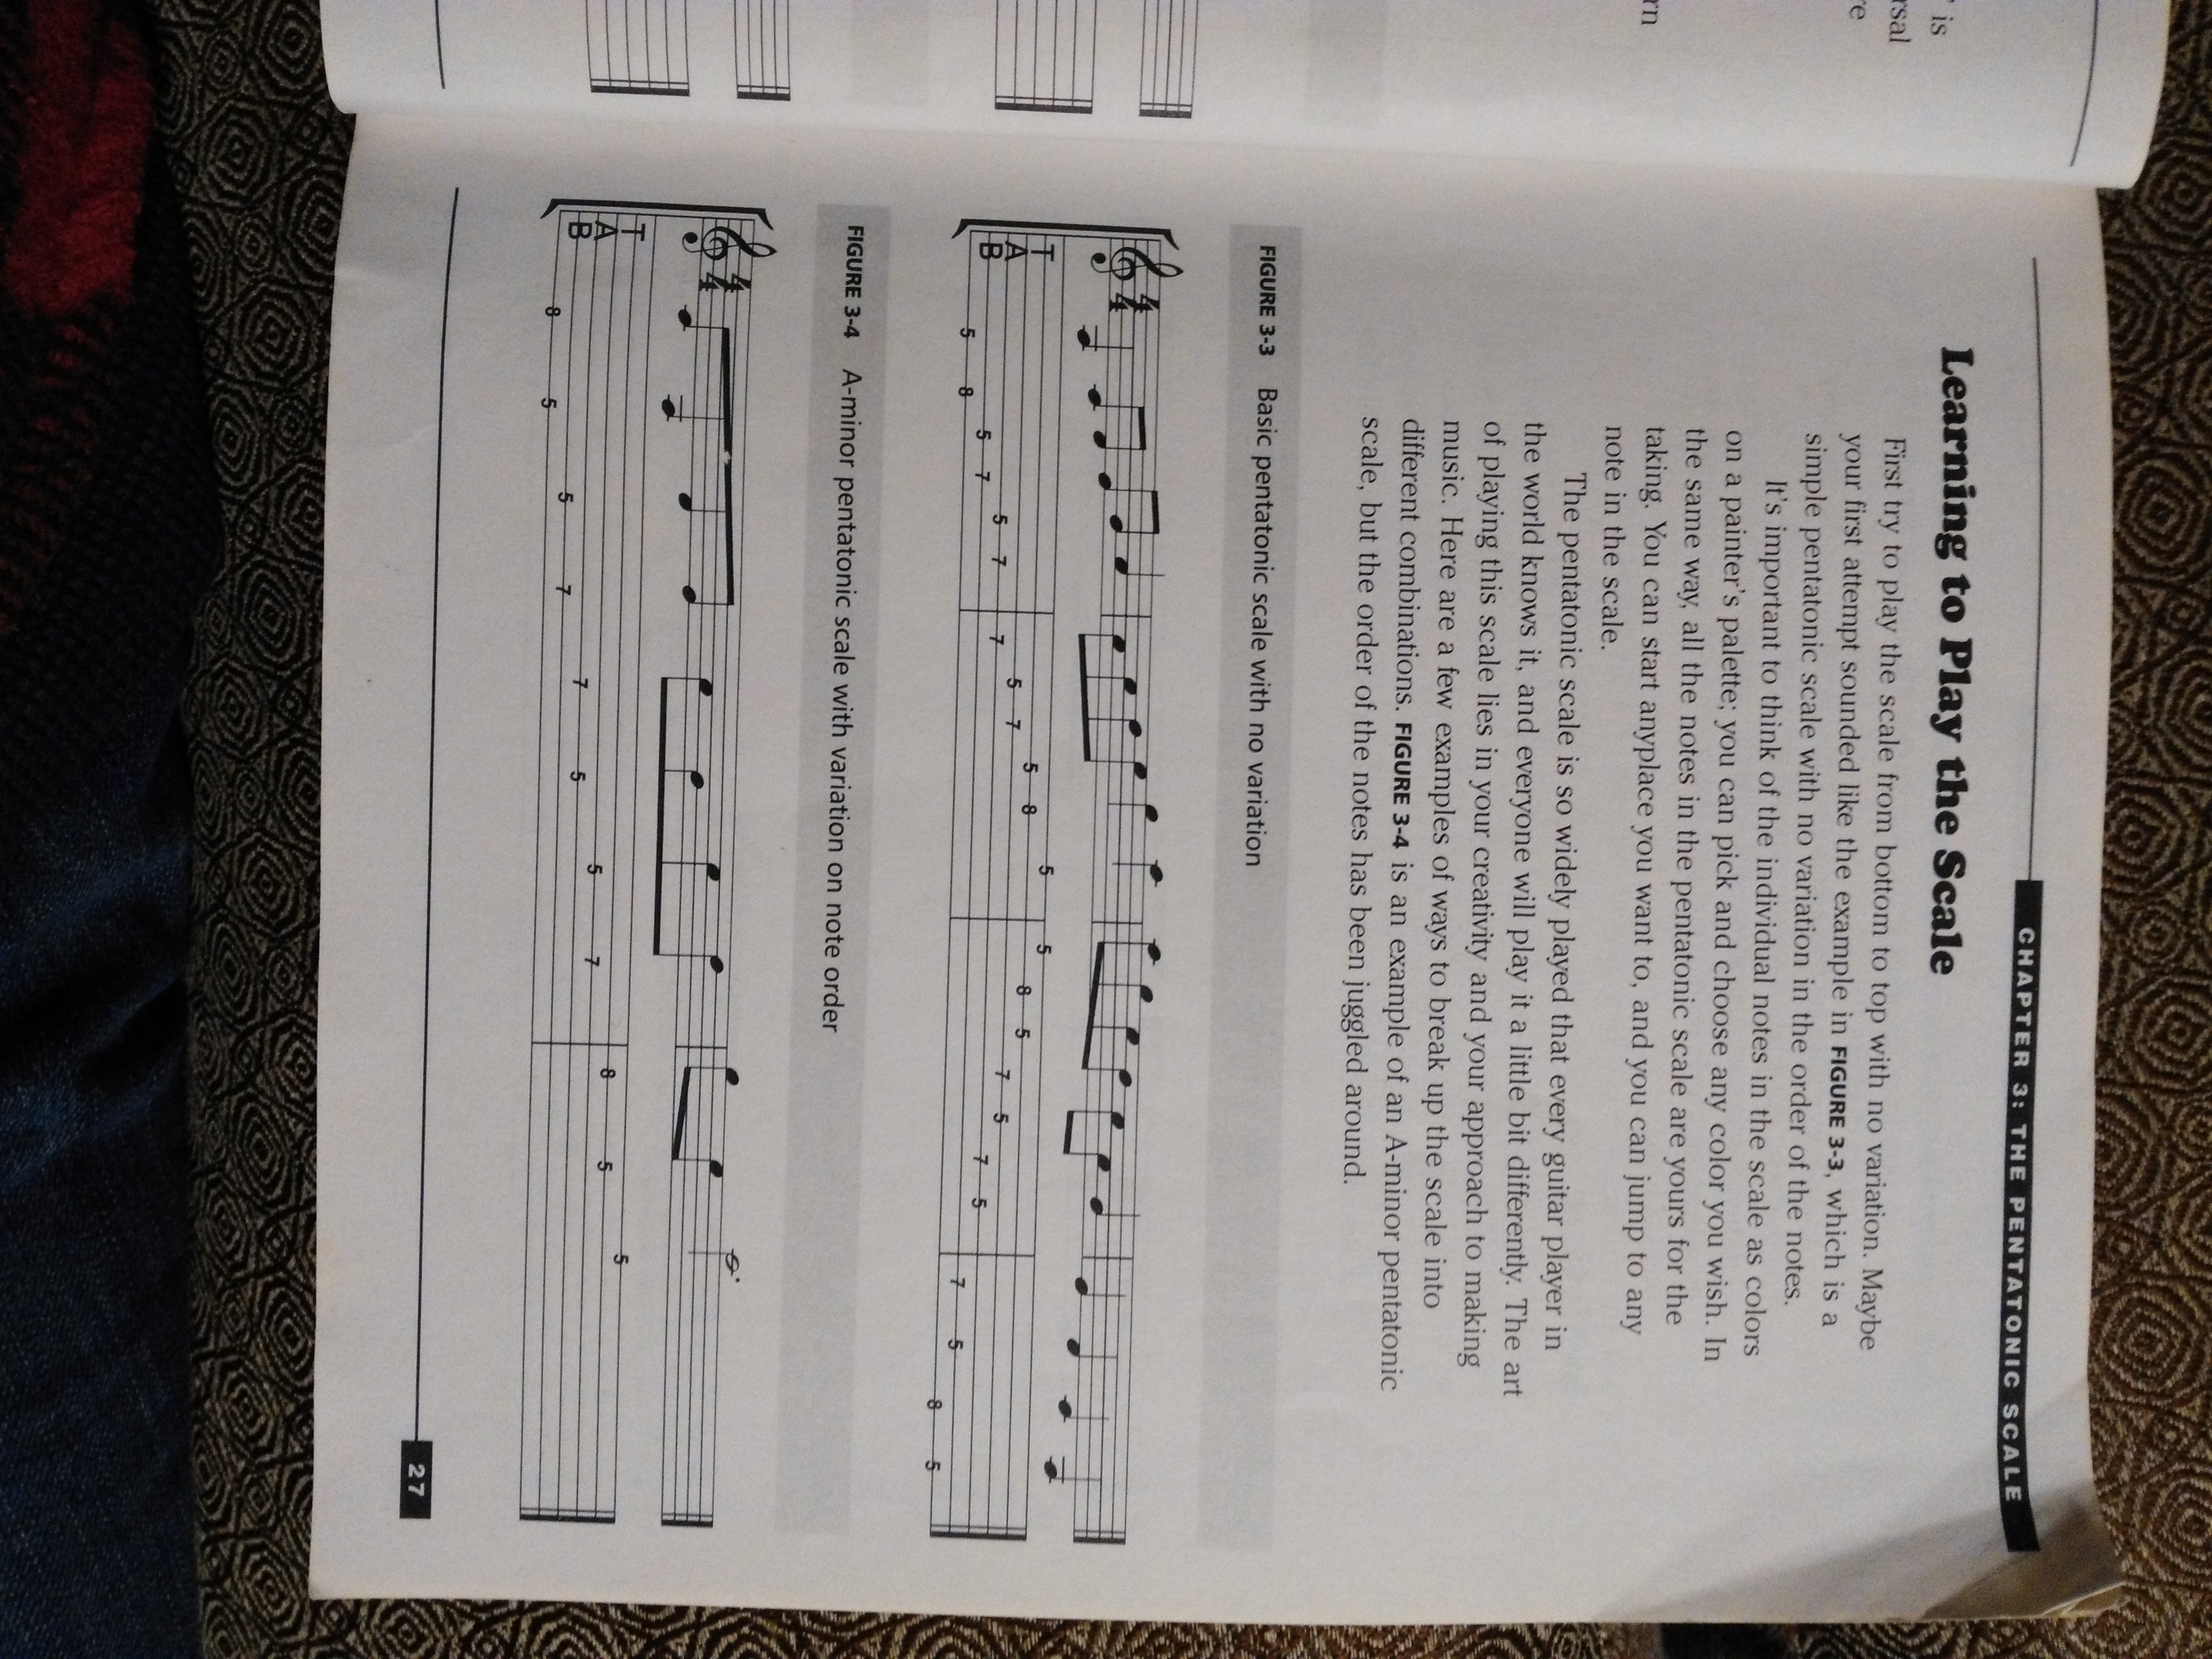 is
rsal
re
rn
CHAPTER 3: THE PENTATONIC SCALE
Learning to Play the Scale
First try to play the scale from bottom to top with no variation. Maybe
your first attempt sounded like the example in FIGURE 3-3, which is a
simple pentatonic scale with no variation in the order of the notes.
It's important to think of the individual notes in the scale as colors
on a painter's palette; you can pick and choose any color you wish. In
the same way, all the notes in the pentatonic scale are yours for the
taking. You can start anyplace you want to, and you can jump to any
note in the scale.
The pentatonic scale is so widely played that every guitar player in
the world knows it, and everyone will play it a little bit differently. The art
of playing this scale lies in your creativity and your approach to making
music. Here are a few examples of ways to break up the scale into
different combinations. FIGURE 3-4 is an example of an A-minor pentatonic
scale, but the order of the notes has been juggled around.
FIGURE 3-3 Basic pentatonic scale with no variation
4
4
T
A
B
5 8 5 7 5 7 7 5 7 5 8 5 5 8 5 7 5 7 5 7 5 8 5
FIGURE 3-4 A-minor pentatonic scale with variation on note order
4
4
T
A
B
8 5 5 7 7 5 5 7 8 5 5
27